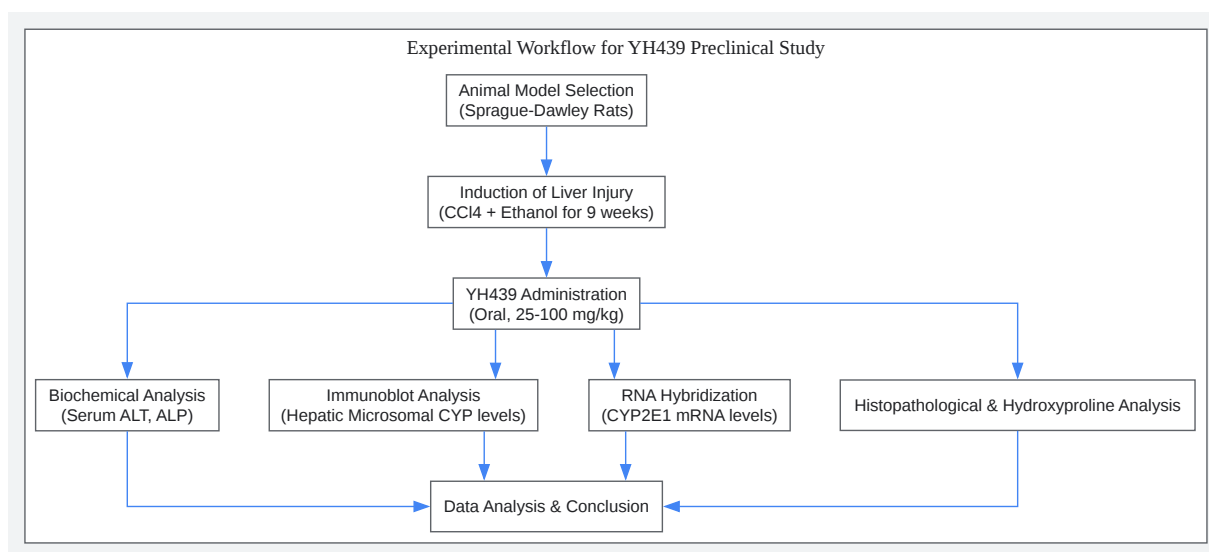 Experimental Workflow for YH439 Preclinical Study
Animal Model Selection
(Sprague-Dawley Rats)
Induction of Liver Injury
(CCl4 + Ethanol for 9 weeks)
YH439 Administration
(Oral, 25-100 mg/kg)
Biochemical Analysis
(Serum ALT, ALP)
Immunoblot Analysis
(Hepatic Microsomal CYP levels)
RNA Hybridization
(CYP2E1 mRNA levels)
Histopathological & Hydroxyproline Analysis
Data Analysis & Conclusion